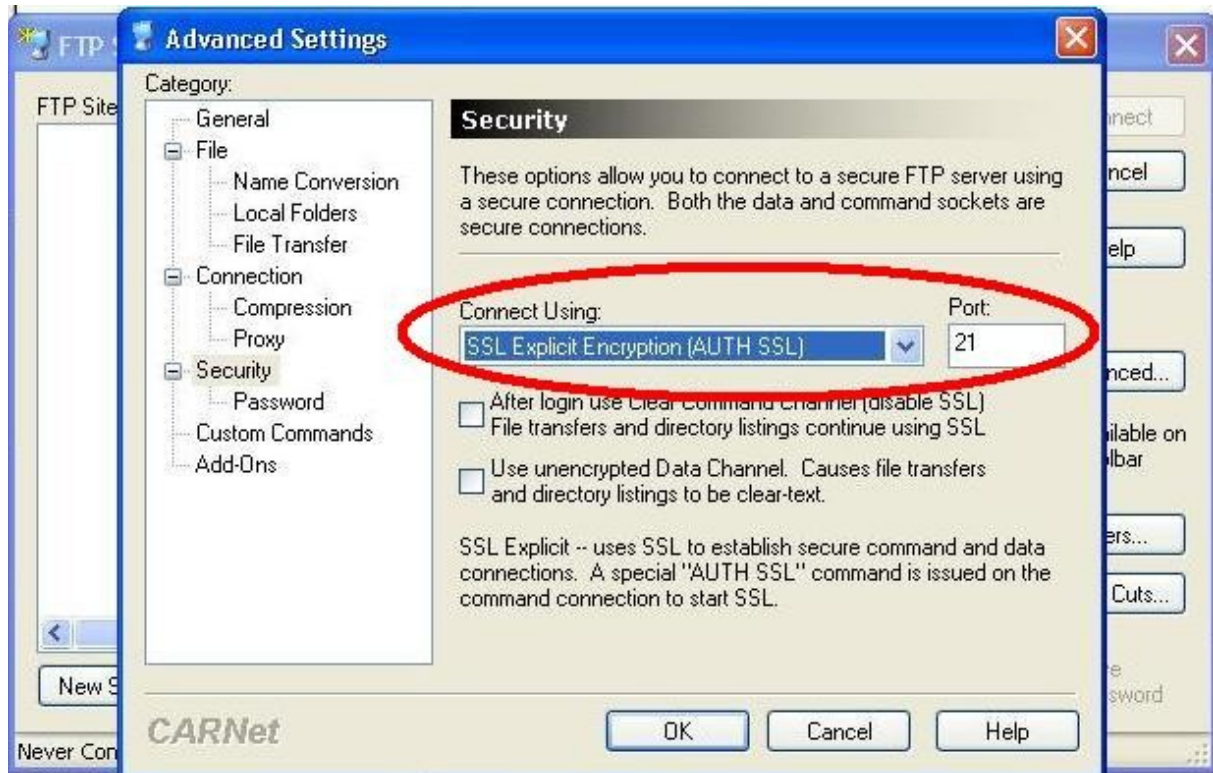 FTP
Advanced Settings
FTP Site
Category:
General
File
Name Conversion
Local Folders
File Transfer
Connection
Compression
Proxy
Security
Password
Custom Commands
Add-Ons
Security
These options allow you to connect to a secure FTP server using
a secure connection. Both the data and command sockets are
secure connections.
Connect Using:
Port:
SSL Explicit Encryption (AUTH SSL)
21
After login use Clear Command Channel (disable SSL)
File transfers and directory listings continue using SSL
Use unencrypted Data Channel. Causes file transfers
and directory listings to be clear-text.
SSL Explicit -- uses SSL to establish secure command and data
connections. A special "AUTH SSL" command is issued on the
command connection to start SSL.
CARNet
OK
Cancel
Help
nnect
ncel
elp
nced...
ilable on
lbar
ers...
Cuts...
e
sword
New S
Never Con